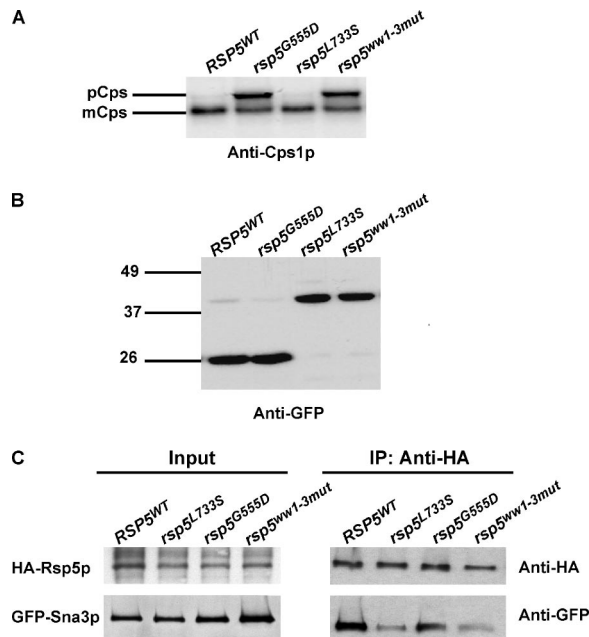 A
RSP5WT rsp5G555D rsp5L733S rsp5ww1-3mut
pCps
mCps
Anti-Cps1p
B
RSP5WT rsp5G555D rsp5L733S rsp5ww1-3mut
49
37
26
Anti-GFP
C
Input IP: Anti-HA
RSP5WT rsp5L733S rsp5G555D rsp5ww1-3mut RSP5WT rsp5L733S rsp5G555D rsp5ww1-3mut
HA-Rsp5p Anti-HA
GFP-Sna3p Anti-GFP